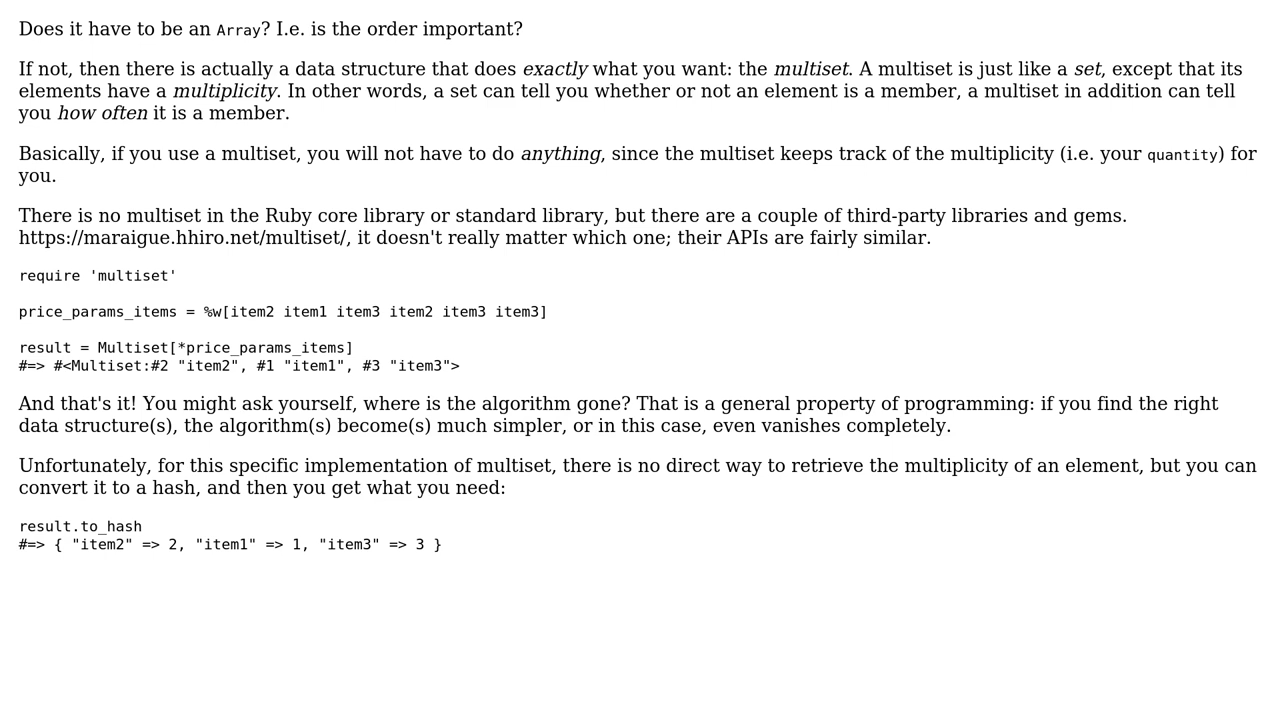 Does it have to be an Array? I.e. is the order important?
If not, then there is actually a data structure that does exactly what you want: the multiset. A multiset is just like a set, except that its
elements have a multiplicity. In other words, a set can tell you whether or not an element is a member, a multiset in addition can tell
you how often it is a member.
Basically, if you use a multiset, you will not have to do anything, since the multiset keeps track of the multiplicity (i.e. your quantity) for
you.
There is no multiset in the Ruby core library or standard library, but there are a couple of third-party libraries and gems.
https://maraigue.hhiro.net/multiset/, it doesn't really matter which one; their APIs are fairly similar.
require 'multiset'
price_params_items = %w[item2 item1 item3 item2 item3 item3]
result = Multiset[*price_params_items]
#=> #<Multiset:#2 "item2", #1 "item1", #3 "item3">
And that's it! You might ask yourself, where is the algorithm gone? That is a general property of programming: if you find the right
data structure(s), the algorithm(s) become(s) much simpler, or in this case, even vanishes completely.
Unfortunately, for this specific implementation of multiset, there is no direct way to retrieve the multiplicity of an element, but you can
convert it to a hash, and then you get what you need:
result.to_hash
#=> { "item2" => 2, "item1" => 1, "item3" => 3 }